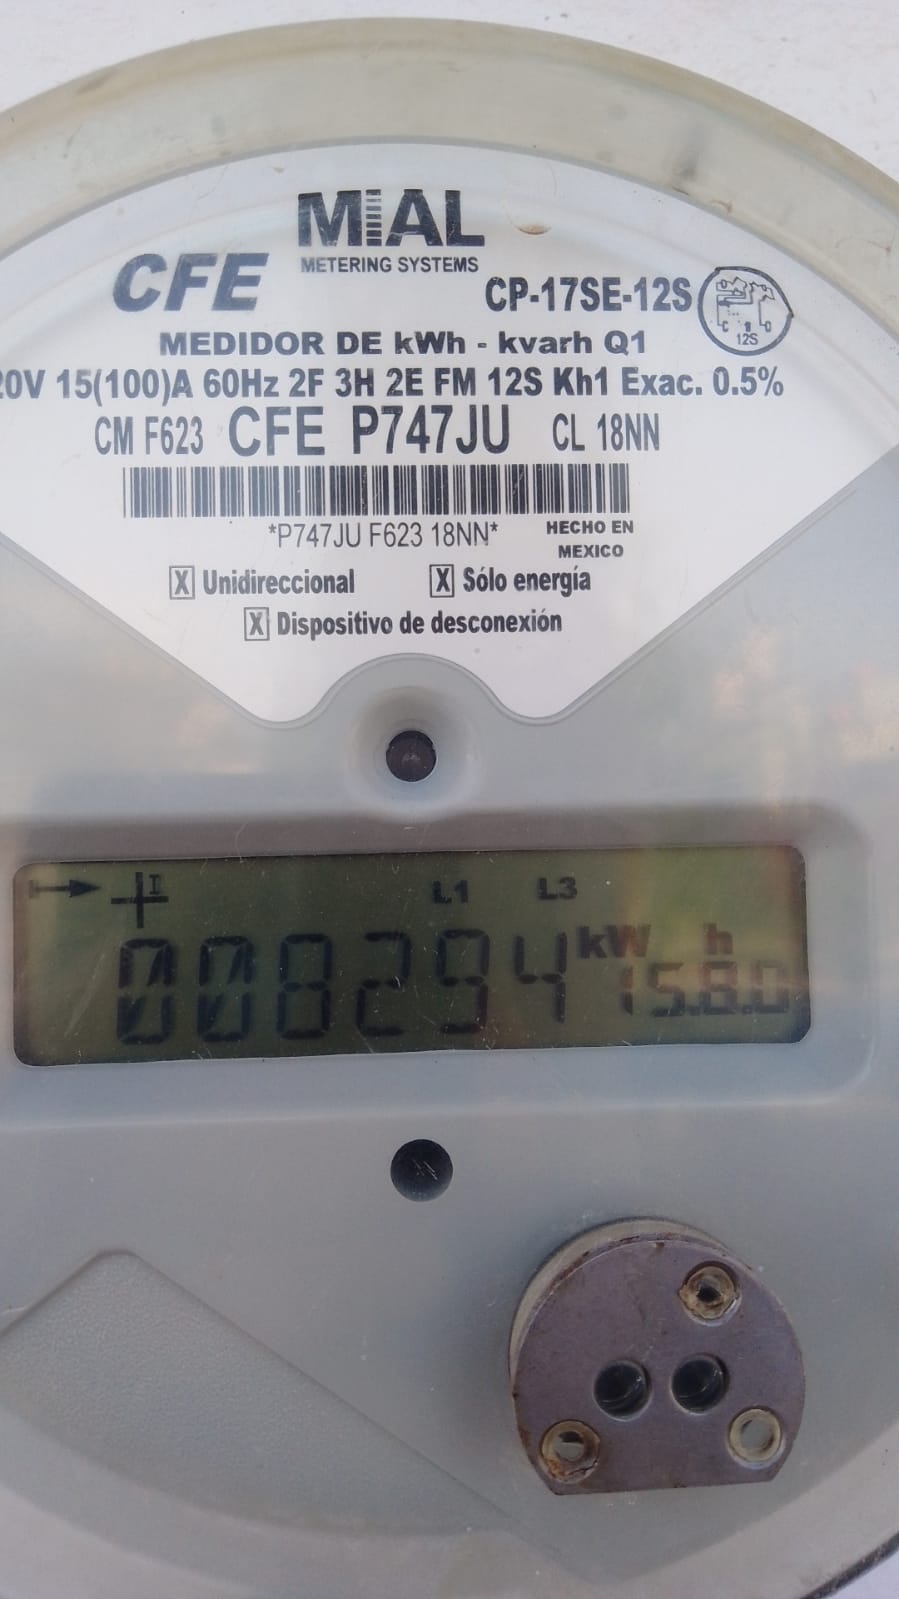 MIAL
METERING SYSTEMS
CFE
CP-17SE-12S
12S
MEDIDOR DE kWh - kvarh Q1
20V 15(100)A 60Hz 2F 3H 2E FM 12S Kh1 Exac. 0.5%
CM F623 CFE P747JU CL 18NN
*P747JU F623 18NN*
HECHO EN
MEXICO
X Unidireccional X Sólo energía
X Dispositivo de desconexión
I L1 L3
008294 kW h
15.8.0